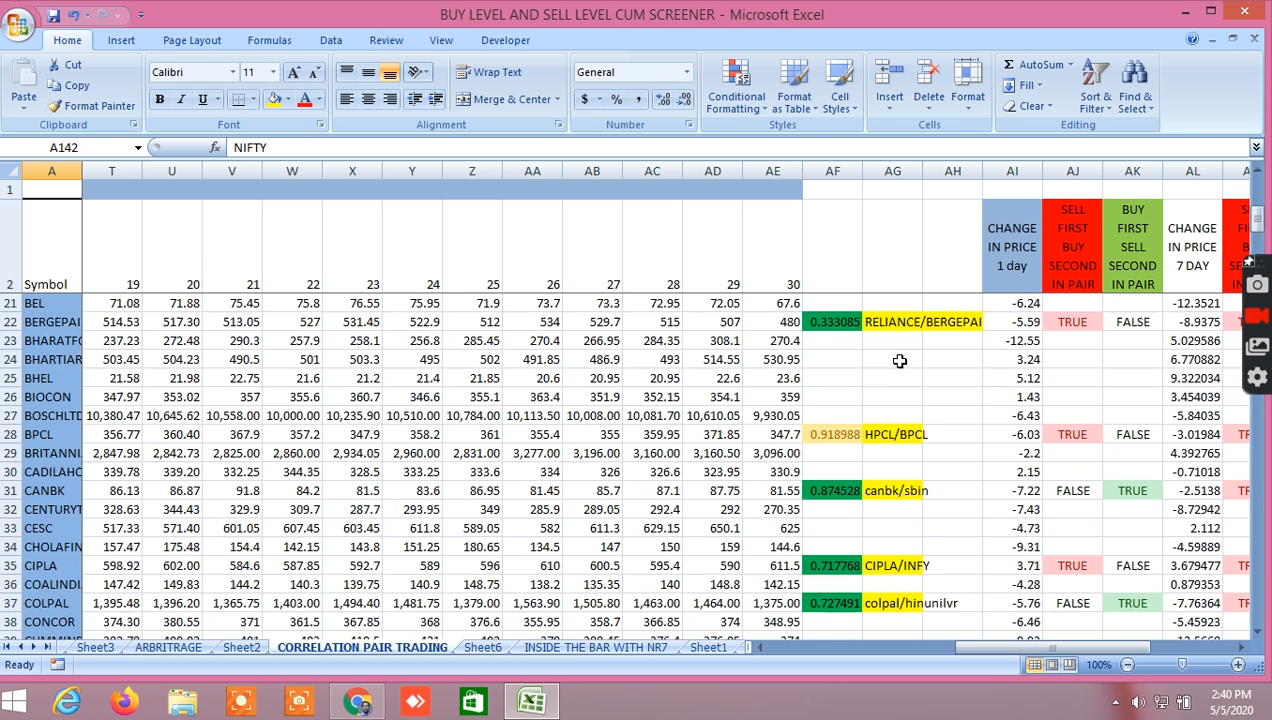 BUY LEVEL AND SELL LEVEL CUM SCREENER - Microsoft Excel
Home Insert Page Layout Formulas Data Review View Developer
Paste Cut Copy Format Painter Calibri 11 Wrap Text Merge & Center General Conditional Formatting Format as Table Cell Styles Insert Delete Format AutoSum Fill Clear Sort & Filter Find & Select
Clipboard Font Alignment Number Styles Cells Editing
A142 fx NIFTY
A T U V W X Y Z AA AB AC AD AE AF AG AH AI AJ AK AL
1
2 Symbol 19 20 21 22 23 24 25 26 27 28 29 30 CHANGE IN PRICE 1 day SELL FIRST BUY SECOND IN PAIR BUY FIRST SELL SECOND IN PAIR CHANGE IN PRICE 7 DAY
21 BEL 71.08 71.88 75.45 75.8 76.55 75.95 71.9 73.7 73.3 72.95 72.05 67.6 -6.24 -12.3521
22 BERGEPAI 514.53 517.30 513.05 527 531.45 522.9 512 534 529.7 515 507 480 0.333085 RELIANCE/BERGEPAI -5.59 TRUE FALSE -8.9375 TF
23 BHARATFO 237.23 272.48 290.3 257.9 258.1 256.8 285.45 270.4 266.95 284.35 308.1 270.4 -12.55 5.029586
24 BHARTIAR 503.45 504.23 490.5 501 503.3 495 502 491.85 486.9 493 514.55 530.95 3.24 6.770882
25 BHEL 21.58 21.98 22.75 21.6 21.2 21.4 21.85 20.6 20.95 20.95 22.6 23.6 5.12 9.322034
26 BIOCON 347.97 353.02 357 355.6 346.6 355.1 363.4 351.9 352.15 354.1 359 1.43 3.454039
27 BOSCHLTD 10,380.47 10,645.62 10,558.00 10,000.00 10,235.90 10,510.00 10,784.00 10,113.50 10,008.00 10,081.70 10,610.05 9,930.05 -6.43 -5.84035
28 BPCL 356.77 360.40 367.9 357.2 347.9 358.2 361 355.4 355 359.95 371.85 347.7 0.918988 HPCL/BPCL -6.03 TRUE FALSE -3.01984 TF
29 BRITANNI 2,847.98 2,842.73 2,825.00 2,860.00 2,934.05 2,960.00 2,831.00 3,277.00 3,196.00 3,160.00 3,160.50 3,096.00 -2.2 4.392765
30 CADILAHC 339.78 339.20 332.25 344.35 328.5 333.25 333.6 334 326 326.6 323.95 330.9 2.15 -0.71018
31 CANBK 86.13 86.87 91.8 84.2 81.5 83.6 86.95 81.45 85.7 87.1 87.75 81.55 0.874528 canbk/sbin -7.22 FALSE TRUE -2.5138 TF
32 CENTURYT 328.63 344.43 329.9 309.7 287.7 293.95 349 285.9 289.05 292.4 292 270.35 -7.43 -8.72942
33 CESC 517.33 571.40 601.05 607.45 603.45 611.8 589.05 582 611.3 629.15 650.1 625 -4.73 2.112
34 CHOLAFIN 157.47 175.48 154.4 142.15 143.8 151.25 180.65 134.5 147 150 159 144.6 -9.31 -4.59889
35 CIPLA 598.92 602.00 584.6 587.85 592.7 589 596 610 600.5 595.4 590 611.5 0.717768 CIPLA/INFY 3.71 TRUE FALSE 3.679477 TF
36 COALINDI 147.42 149.83 144.2 140.3 139.75 140.9 148.75 138.2 135.35 140 148.8 142.15 -4.28 0.879353
37 COLPAL 1,395.48 1,396.20 1,365.75 1,403.00 1,494.40 1,481.75 1,379.00 1,563.90 1,505.80 1,463.00 1,464.00 1,375.00 0.727491 colpal/hinunilvr -5.76 FALSE TRUE -7.76364 TF
38 CONCOR 374.30 380.55 371 361.5 367.85 368 376.6 355.95 358.7 366.85 374 348.95 -6.46 -5.45923
Sheet3 ARBRITRAGE Sheet2 CORRELATION PAIR TRADING Sheet6 INSIDE THE BAR WITH NR7 Sheet1
Ready 100%
2:40 PM
5/5/2020